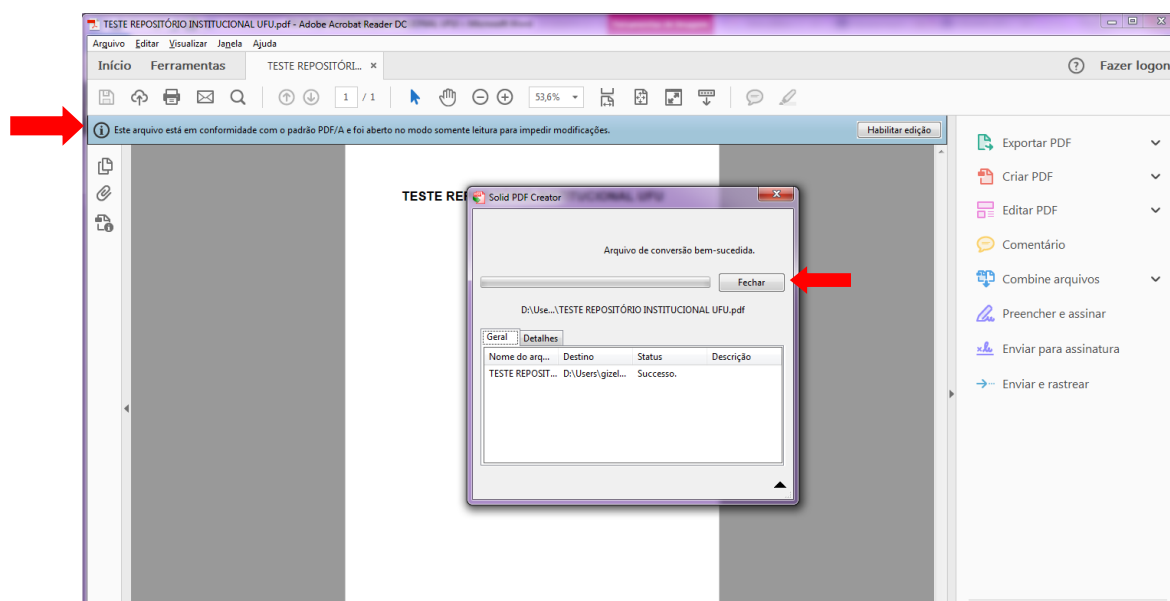 TESTE REPOSITÓRIO INSTITUCIONAL UFU.pdf - Adobe Acrobat Reader DC
Arquivo Editar Visualizar Janela Ajuda
Início Ferramentas TESTE REPOSITÓRI... × ? Fazer logon
1 / 1 53,6%
Este arquivo está em conformidade com o padrão PDF/A e foi aberto no modo somente leitura para impedir modificações. Habilitar edição
TESTE REP
Solid PDF Creator
Arquivo de conversão bem-sucedida.
Fechar
D:\Use...\TESTE REPOSITÓRIO INSTITUCIONAL UFU.pdf
Geral Detalhes
Nome do arq... Destino Status Descrição
TESTE REPOSIT... D:\Users\gizel... Successo.
Exportar PDF
Criar PDF
Editar PDF
Comentário
Combine arquivos
Preencher e assinar
Enviar para assinatura
Enviar e rastrear